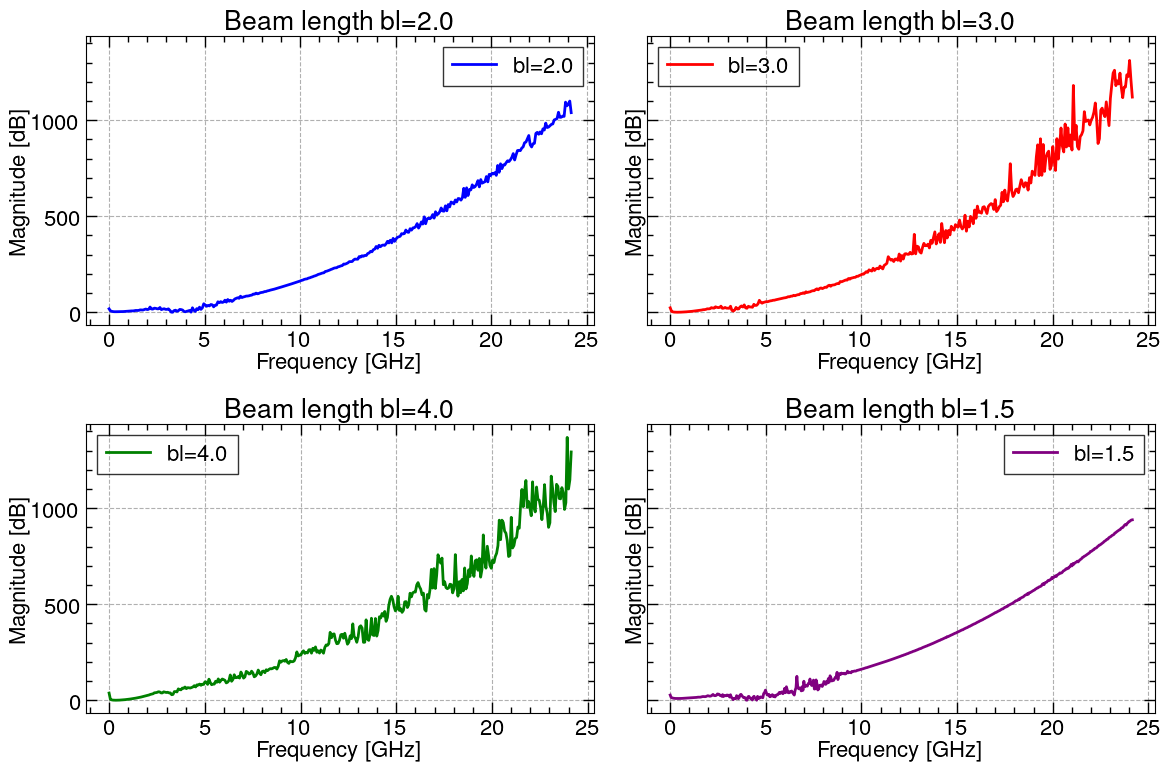 Beam length bl=2.0
bl=2.0
Magnitude [dB]
1000
500
0
0 5 10 15 20 25
Frequency [GHz]
Beam length bl=3.0
bl=3.0
Magnitude [dB]
0 5 10 15 20 25
Frequency [GHz]
Beam length bl=4.0
bl=4.0
Magnitude [dB]
1000
500
0
0 5 10 15 20 25
Frequency [GHz]
Beam length bl=1.5
bl=1.5
Magnitude [dB]
0 5 10 15 20 25
Frequency [GHz]